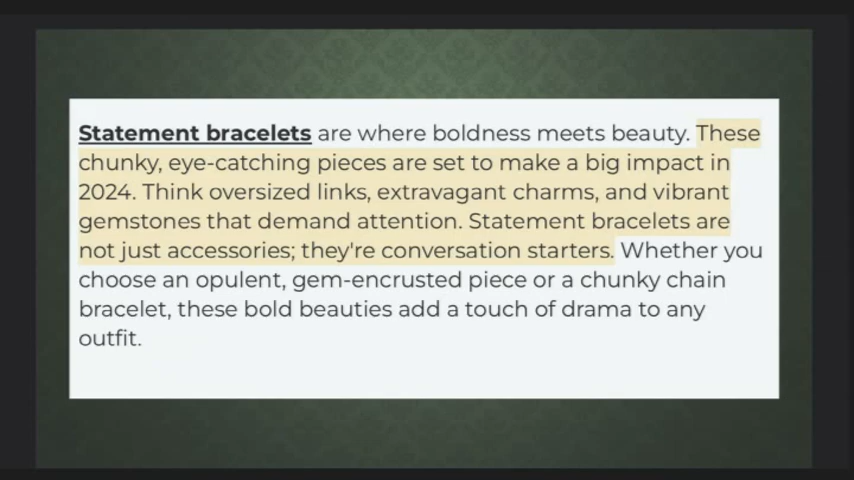 Statement bracelets are where boldness meets beauty. These
chunky, eye-catching pieces are set to make a big impact in
2024. Think oversized links, extravagant charms, and vibrant
gemstones that demand attention. Statement bracelets are
not just accessories; they're conversation starters. Whether you
choose an opulent, gem-encrusted piece or a chunky chain
bracelet, these bold beauties add a touch of drama to any
outfit.